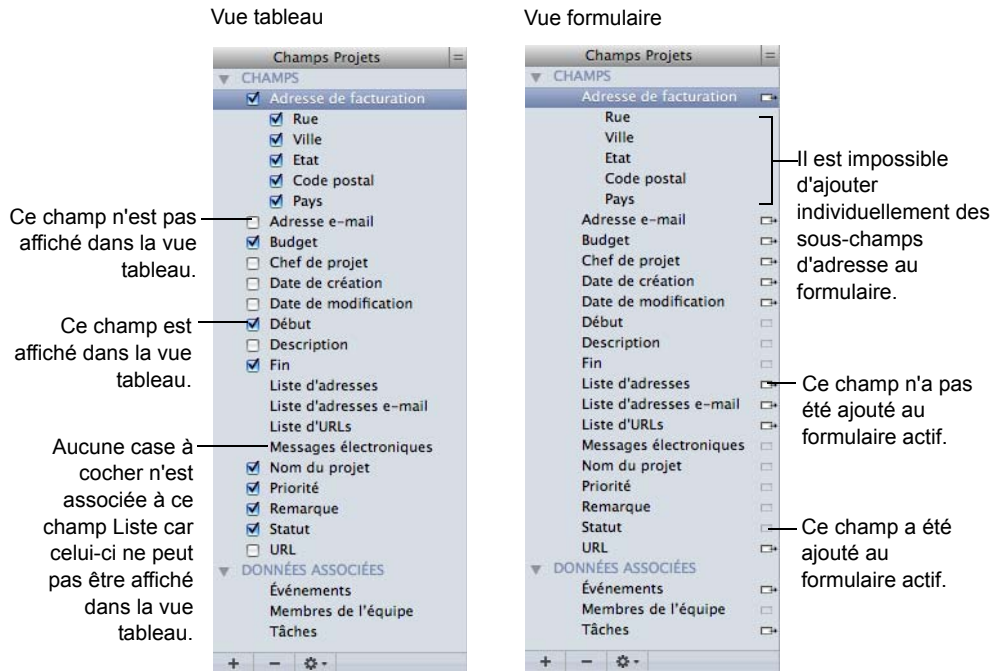 Vue tableau
Champs Projets
CHAMPS
Adresse de facturation
Rue
Ville
Etat
Code postal
Pays
Adresse e-mail
Budget
Chef de projet
Date de création
Date de modification
Début
Description
Fin
Liste d'adresses
Liste d'adresses e-mail
Liste d'URLs
Messages électroniques
Nom du projet
Priorité
Remarque
Statut
URL
DONNÉES ASSOCIÉES
Événements
Membres de l'équipe
Tâches
Ce champ n'est pas
affiché dans la vue
tableau.
Ce champ est
affiché dans la vue
tableau.
Aucune case à
cocher n'est
associée à ce
champ Liste car
celui-ci ne peut
pas être affiché
dans la vue
tableau.
Vue formulaire
Champs Projets
CHAMPS
Adresse de facturation
Rue
Ville
Etat
Code postal
Pays
Adresse e-mail
Budget
Chef de projet
Date de création
Date de modification
Début
Description
Fin
Liste d'adresses
Liste d'adresses e-mail
Liste d'URLs
Messages électroniques
Nom du projet
Priorité
Remarque
Statut
URL
DONNÉES ASSOCIÉES
Événements
Membres de l'équipe
Tâches
Il est impossible
d'ajouter
individuellement des
sous-champs
d'adresse au
formulaire.
Ce champ n'a pas
été ajouté au
formulaire actif.
Ce champ a été
ajouté au
formulaire actif.